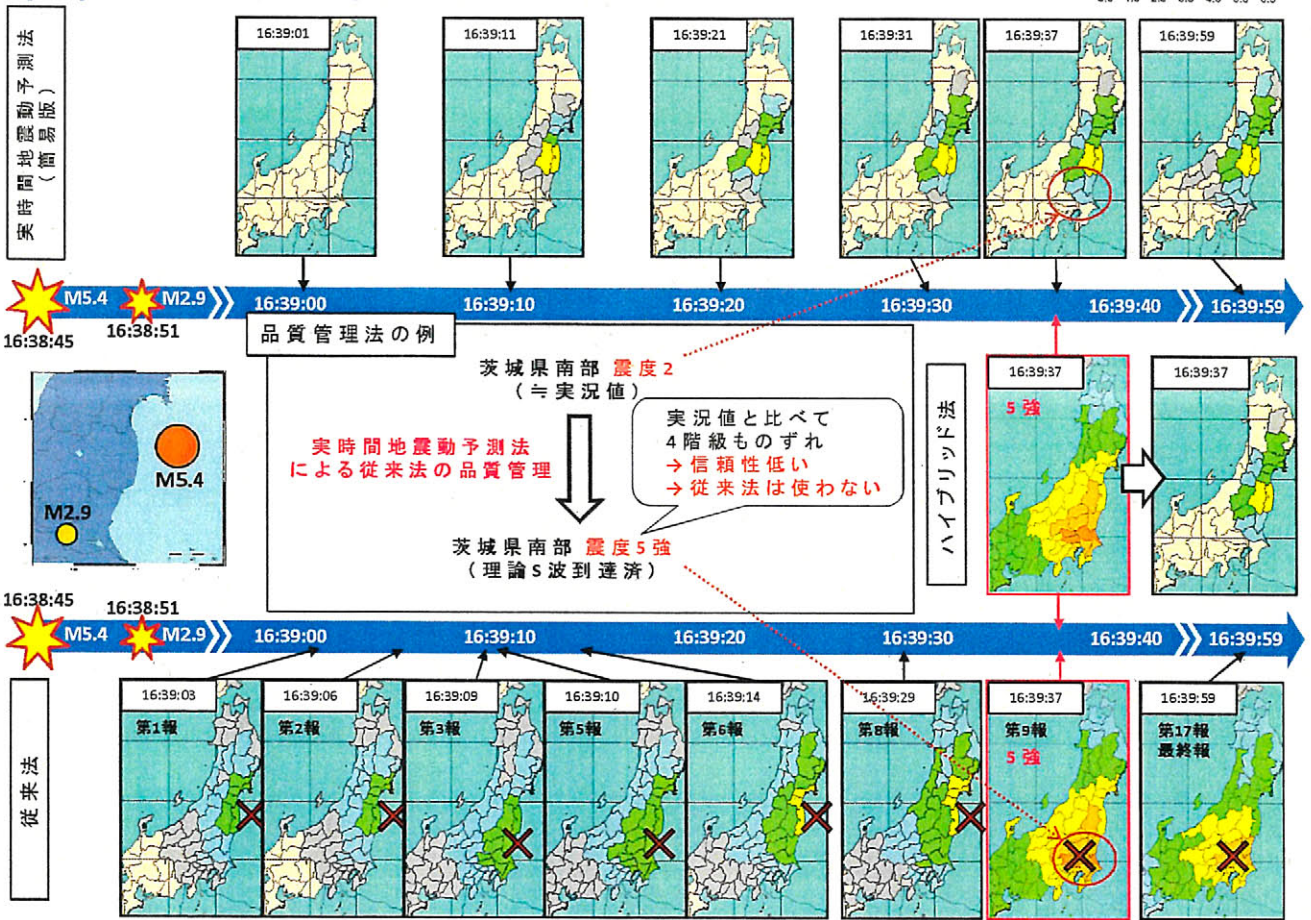 実時間地震動予測法
（簡易版）
16:39:01
16:39:11
16:39:21
16:39:31
16:39:37
16:39:59
M5.4
M2.9
16:39:00
16:39:10
16:39:20
16:39:30
16:39:40
16:39:59
16:38:45
16:38:51
品質管理法の例
茨城県南部 震度2
（≒実況値）
実時間地震動予測法
による従来法の品質管理
実況値と比べて
4階級ものずれ
→信頼性低い
→従来法は使わない
茨城県南部 震度5強
（理論S波到達済）
M5.4
M2.9
ハイブリッド法
16:39:37
5強
16:39:37
16:38:45
16:38:51
M5.4
M2.9
16:39:00
16:39:10
16:39:20
16:39:30
16:39:40
16:39:59
従来法
16:39:03
第1報
16:39:06
第2報
16:39:09
第3報
16:39:10
第5報
16:39:14
第6報
16:39:29
第8報
16:39:37
第9報
5強
16:39:59
第17報
最終報